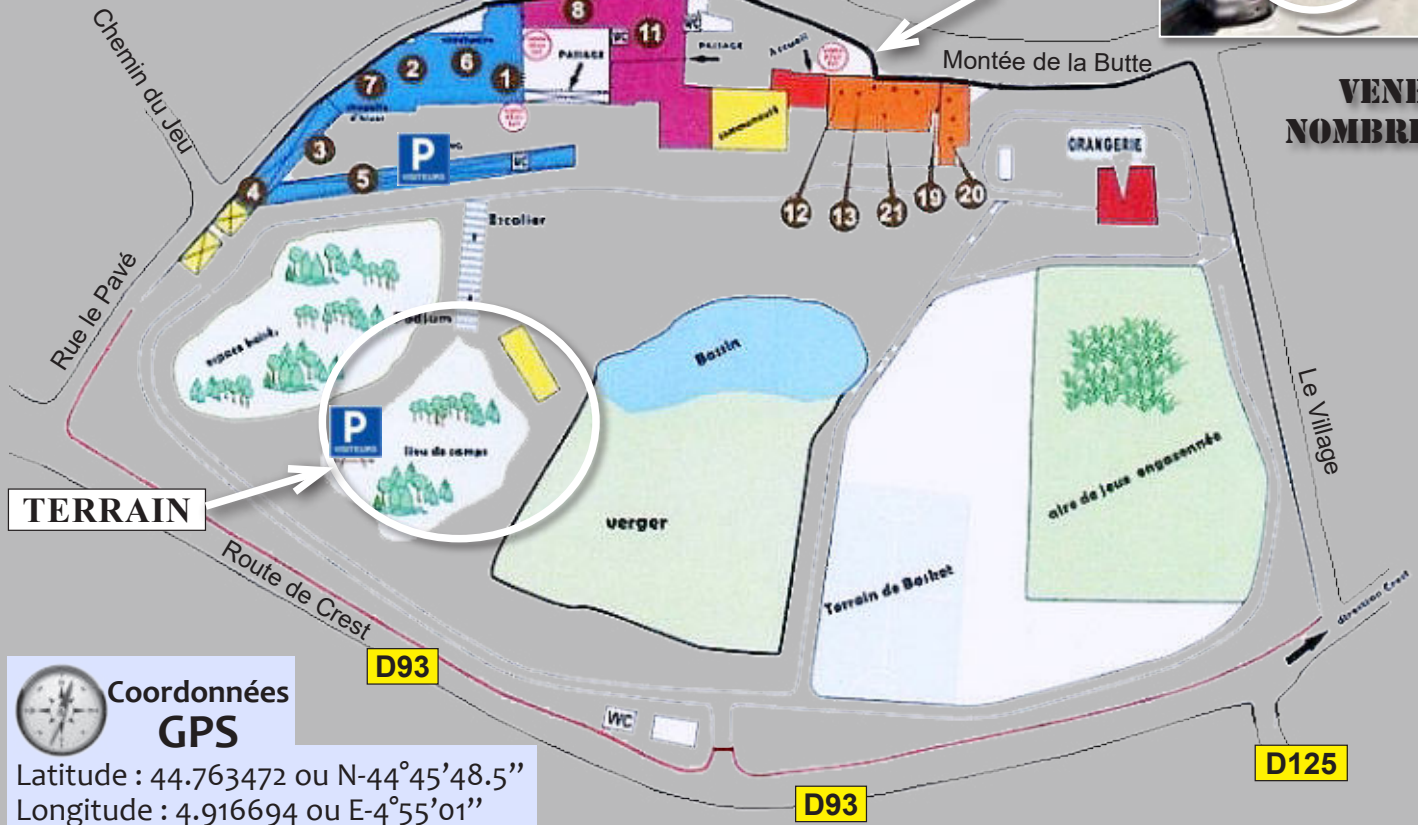 Chemin du Jeu
8
WC
11
WC
PASSAGE
PASSAGE
Accueil
Montée de la Butte
VENE
NOMBRE
7
2
6
1
chapelle
3
4
5
P
VISITEURS
WC
communauté
ORANGERIE
12
13
21
19
20
Escalier
Rue le Pavé
espace boisé,
Bassin
Le Village
P
VISITEURS
lieu de camps
TERRAIN
verger
aire de jeux engazonnée
Terrain de Basket
Route de Crest
direction Crest
D93
Coordonnées
GPS
WC
D125
Latitude : 44.763472 ou N-44°45'48.5’’
Longitude : 4.916694 ou E-4°55'01’’
D93